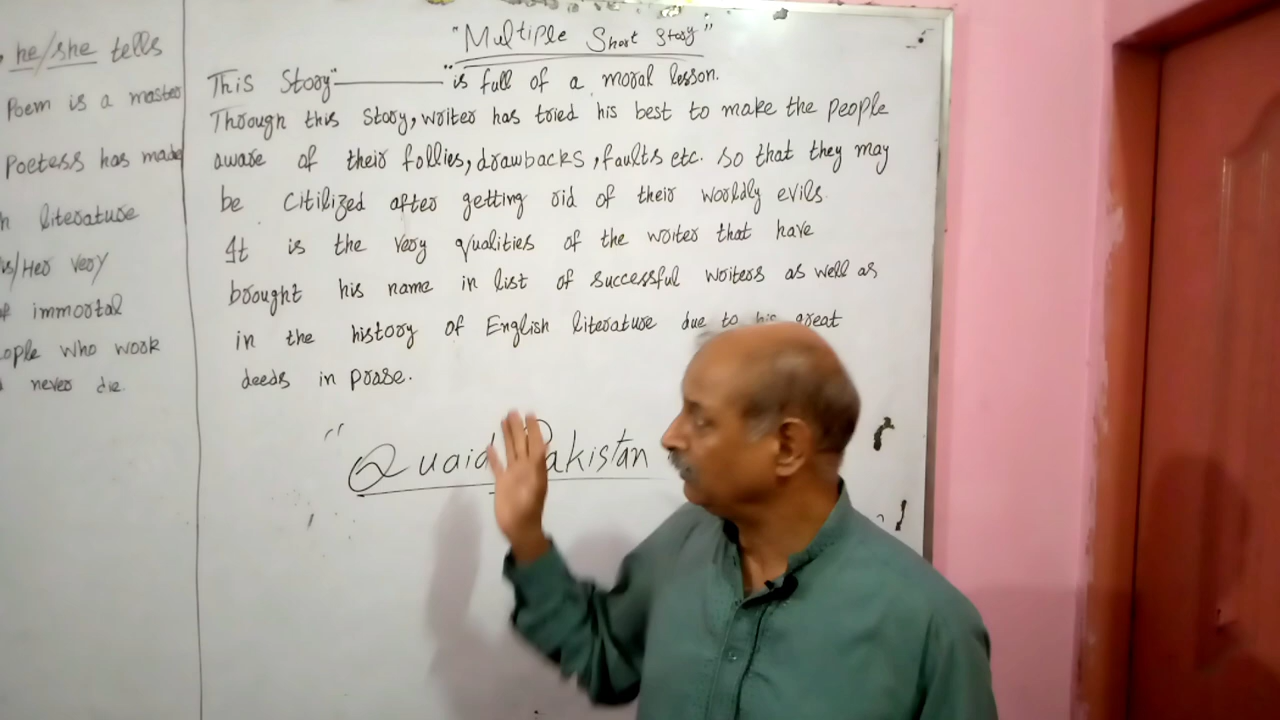 he/she tells
Poem is a master
Poetess has made
literature
/Her very
immortal
who work
never die
"Multiple Short Story"
This Story"————"is full of a moral lesson.
Through this Story, writer has tried his best to make the people
aware of their follies, drawbacks, faults etc. so that they may
be Citilized after getting rid of their worldly evils.
It is the very qualities of the writer that have
brought his name in list of successful writers as well as
in the history of English literature due to his great
deeds in prose.
"Quaid Pakistan